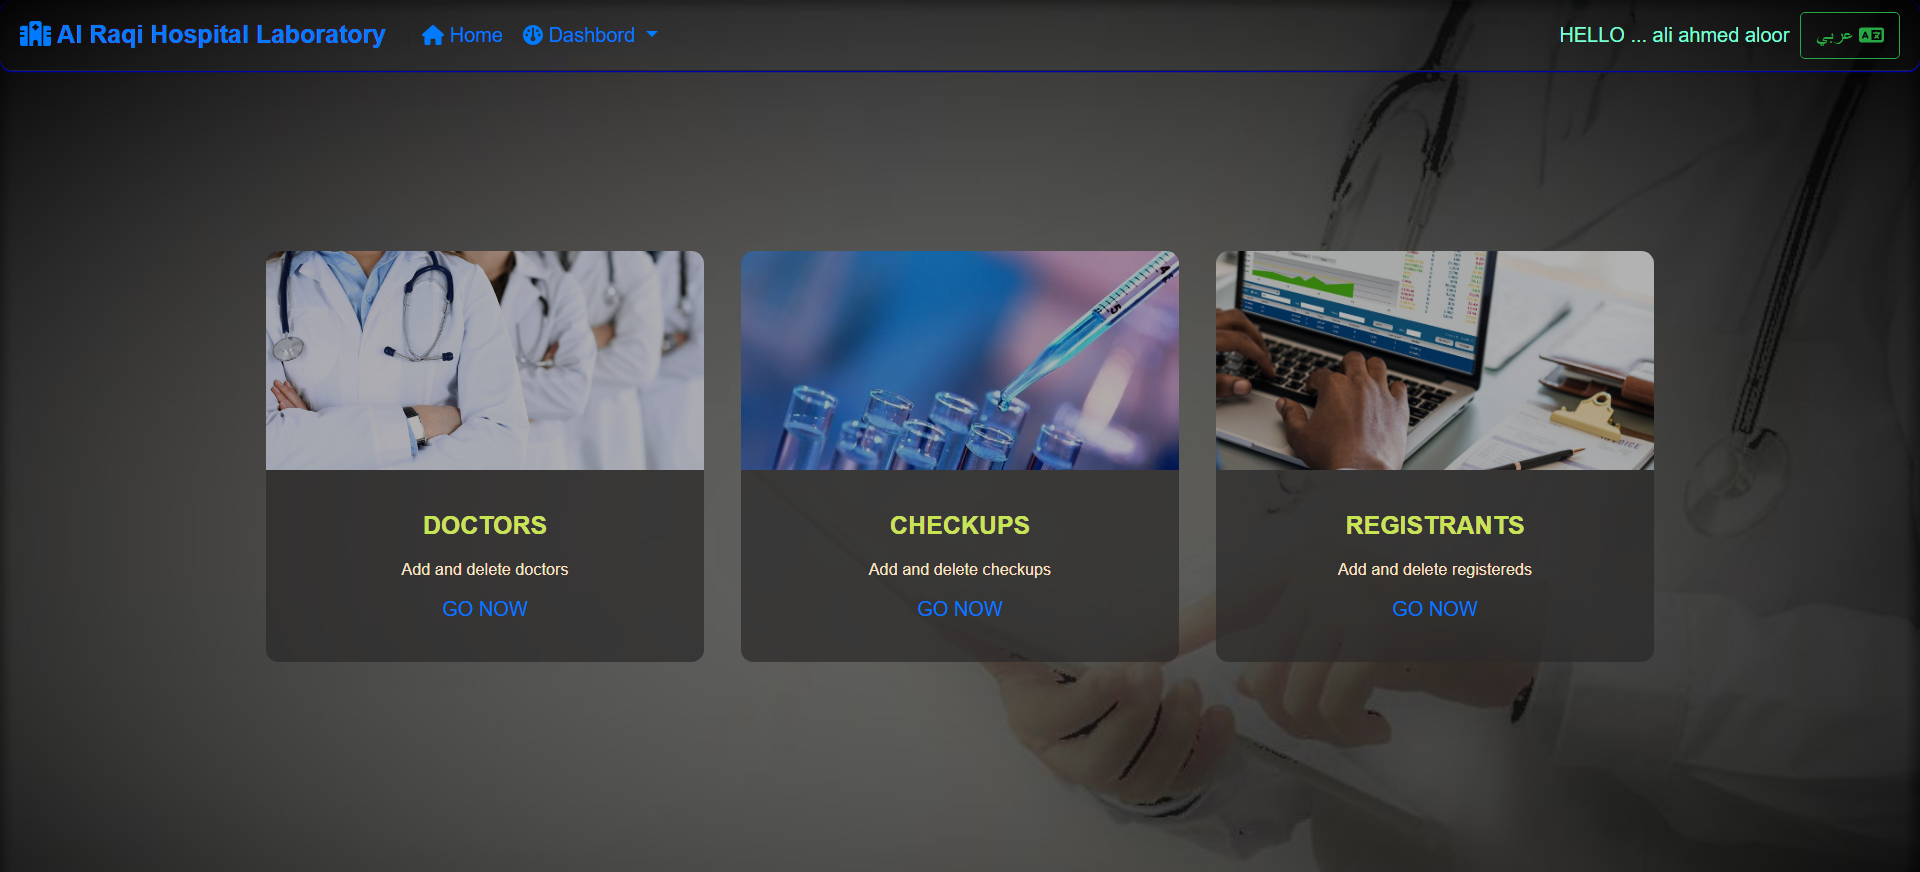 Al Raqi Hospital Laboratory Home Dashbord HELLO ... ali ahmed aloor عربي
DOCTORS
Add and delete doctors
GO NOW
CHECKUPS
Add and delete checkups
GO NOW
REGISTRANTS
Add and delete registereds
GO NOW